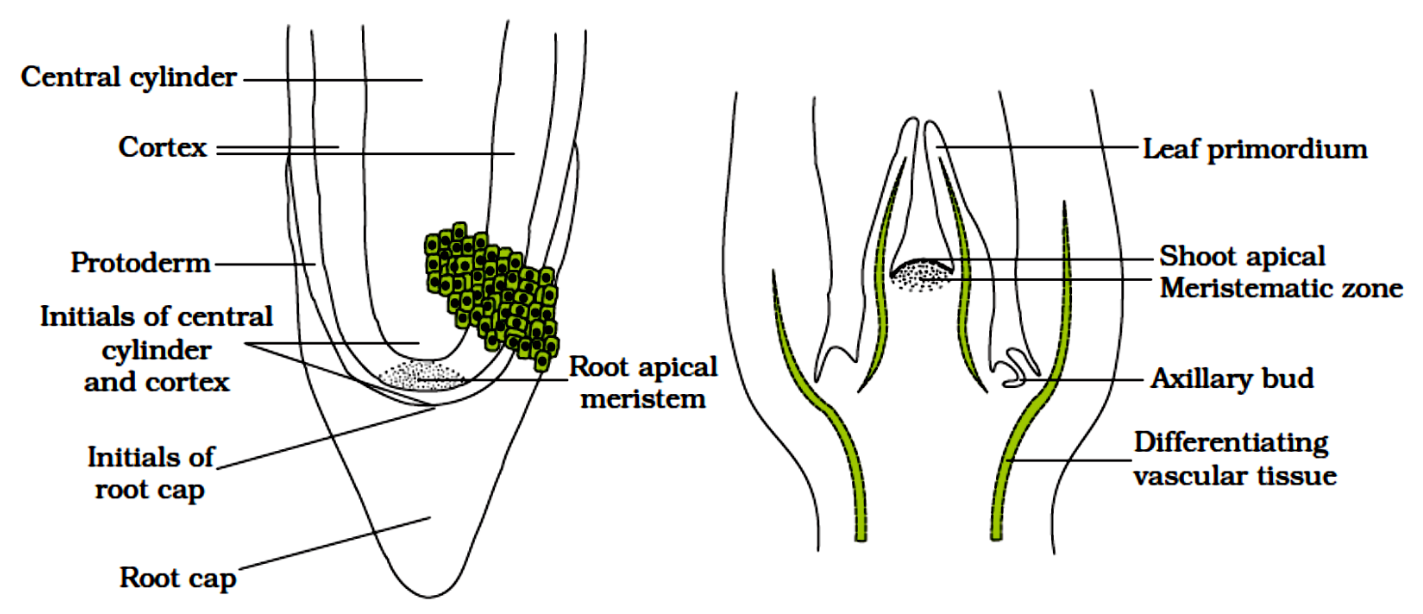 Central cylinder
Cortex
Protoderm
Initials of central
cylinder
and cortex
Root apical
meristem
Initials of
root cap
Root cap
Leaf primordium
Shoot apical
Meristematic zone
Axillary bud
Differentiating
vascular tissue